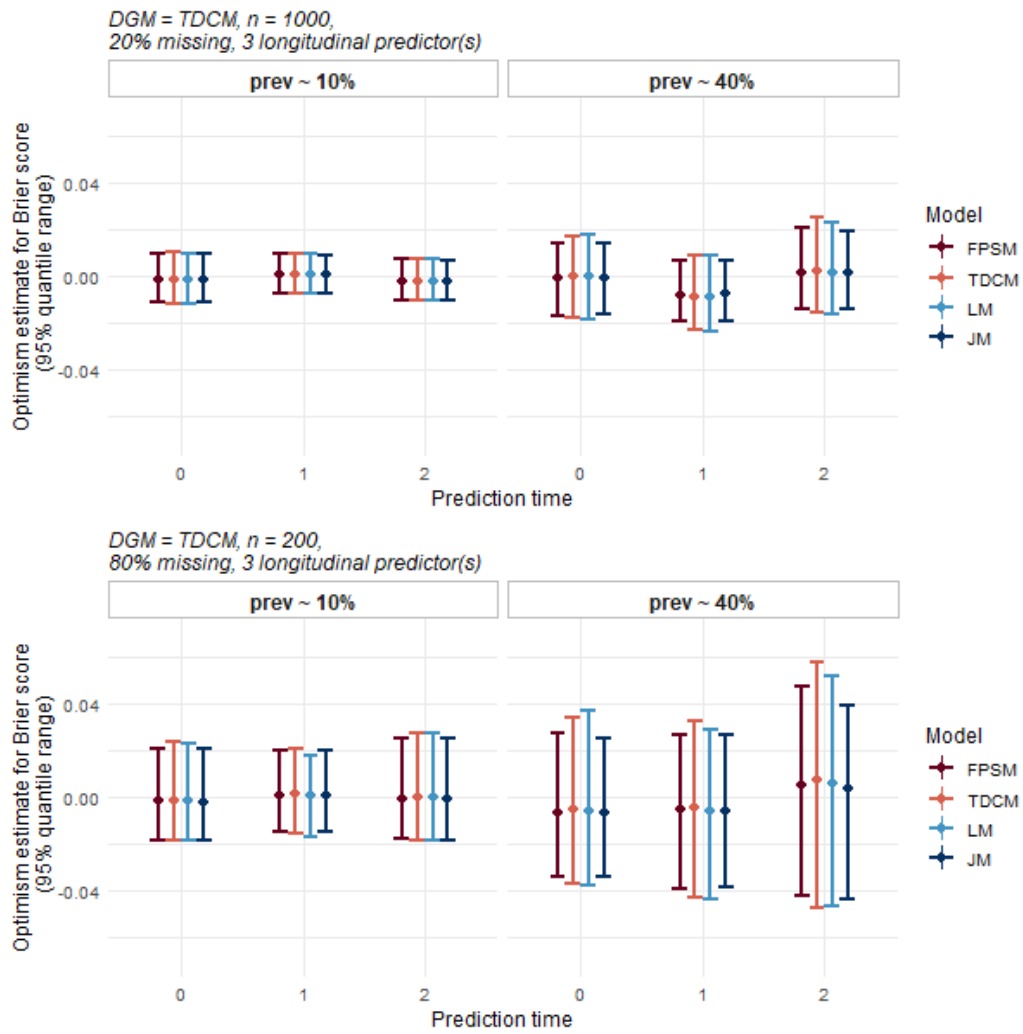 DGM = TDCM, n = 1000,
20% missing, 3 longitudinal predictor(s)
prev ~ 10%
prev ~ 40%
Optimism estimate for Brier score
(95% quantile range)
0.04
0.00
-0.04
0
1
2
0
1
2
Prediction time
Model
FPSM
TDCM
LM
JM
DGM = TDCM, n = 200,
80% missing, 3 longitudinal predictor(s)
prev ~ 10%
prev ~ 40%
Optimism estimate for Brier score
(95% quantile range)
0.04
0.00
-0.04
0
1
2
0
1
2
Prediction time
Model
FPSM
TDCM
LM
JM